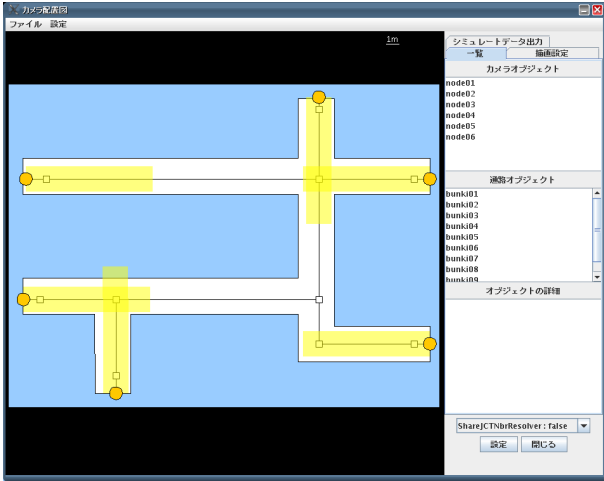 カメラ配置図
ファイル 設定
1m
シミュレートデータ出力
一覧 描画設定
カメラオブジェクト
node01
node02
node03
node04
node05
node06
通路オブジェクト
bunki01
bunki02
bunki03
bunki04
bunki05
bunki06
bunki07
bunki08
bunki09
オブジェクトの詳細
ShareJCTNbrResolver : false
設定 閉じる